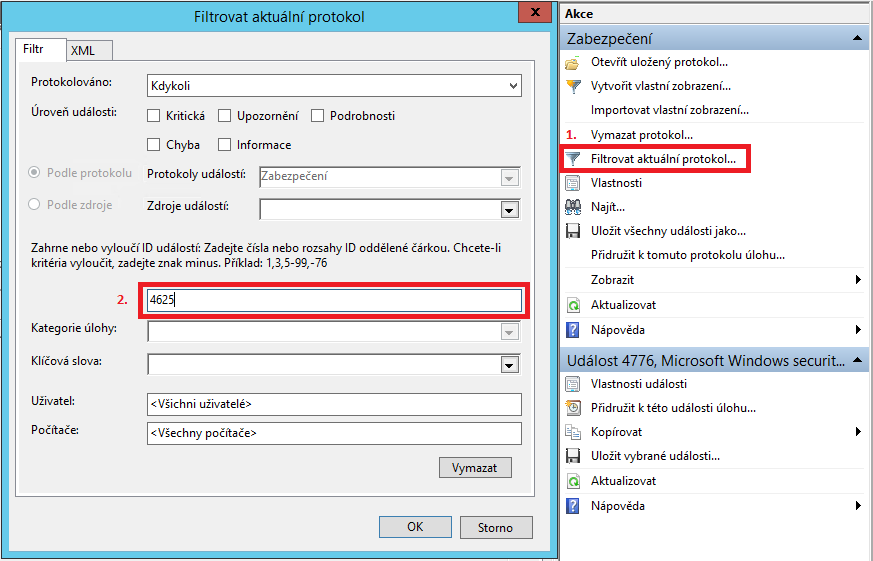 Filtrovat aktuální protokol
x
Filtr
XML
Protokolováno:
Kdykoli
Úroveň události:
Kritická
Upozornění
Podrobnosti
Chyba
Informace
Podle protokolu
Protokoly událostí:
Zabezpečení
Podle zdroje
Zdroje událostí:
Zahrne nebo vyloučí ID událostí: Zadejte čísla nebo rozsahy ID oddělené čárkou. Chcete-li
kritéria vyloučit, zadejte znak minus. Příklad: 1,3,5-99,-76
2.
4625
Kategorie úlohy:
Klíčová slova:
Uživatel:
<Všichni uživatelé>
Počítače:
<Všechny počítače>
Vymazat
OK
Storno
Akce
Zabezpečení
Otevřít uložený protokol...
Vytvořit vlastní zobrazení...
Importovat vlastní zobrazení...
1.
Vymazat protokol...
Filtrovat aktuální protokol...
Vlastnosti
Najít...
Uložit všechny události jako...
Přidružit k tomuto protokolu úlohu...
Zobrazit
Aktualizovat
Nápověda
Událost 4776, Microsoft Windows securit...
Vlastnosti události
Přidružit k této události úlohu...
Kopírovat
Uložit vybrané události...
Aktualizovat
Nápověda